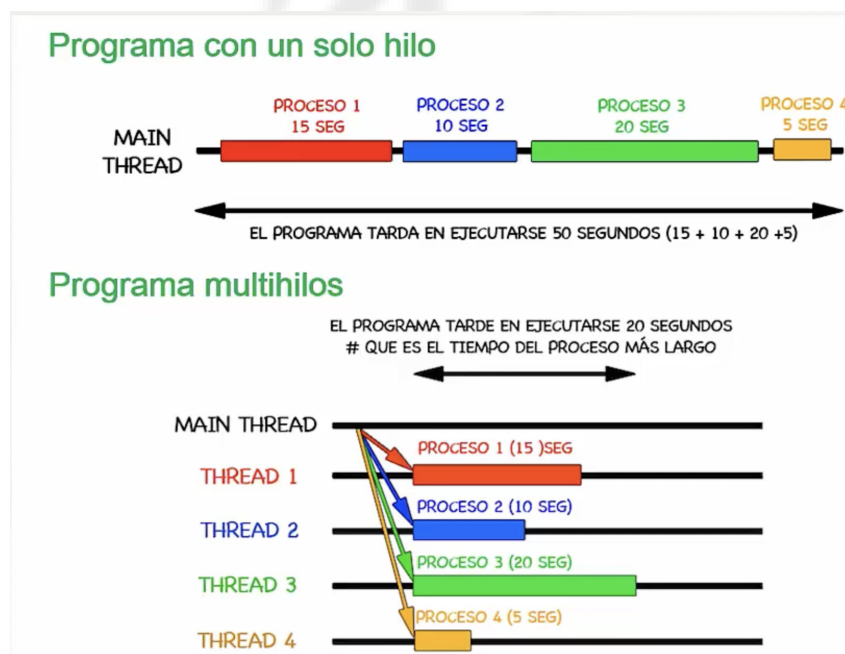 Programa con un solo hilo
PROCESO 1
15 SEG
PROCESO 2
10 SEG
PROCESO 3
20 SEG
PROCESO 4
5 SEG
MAIN
THREAD
EL PROGRAMA TARDA EN EJECUTARSE 50 SEGUNDOS (15 + 10 + 20 +5)
Programa multihilos
EL PROGRAMA TARDE EN EJECUTARSE 20 SEGUNDOS
# QUE ES EL TIEMPO DEL PROCESO MÁS LARGO
MAIN THREAD
PROCESO 1 (15 )SEG
THREAD 1
PROCESO 2 (10 SEG)
THREAD 2
PROCESO 3 (20 SEG)
THREAD 3
PROCESO 4 (5 SEG)
THREAD 4